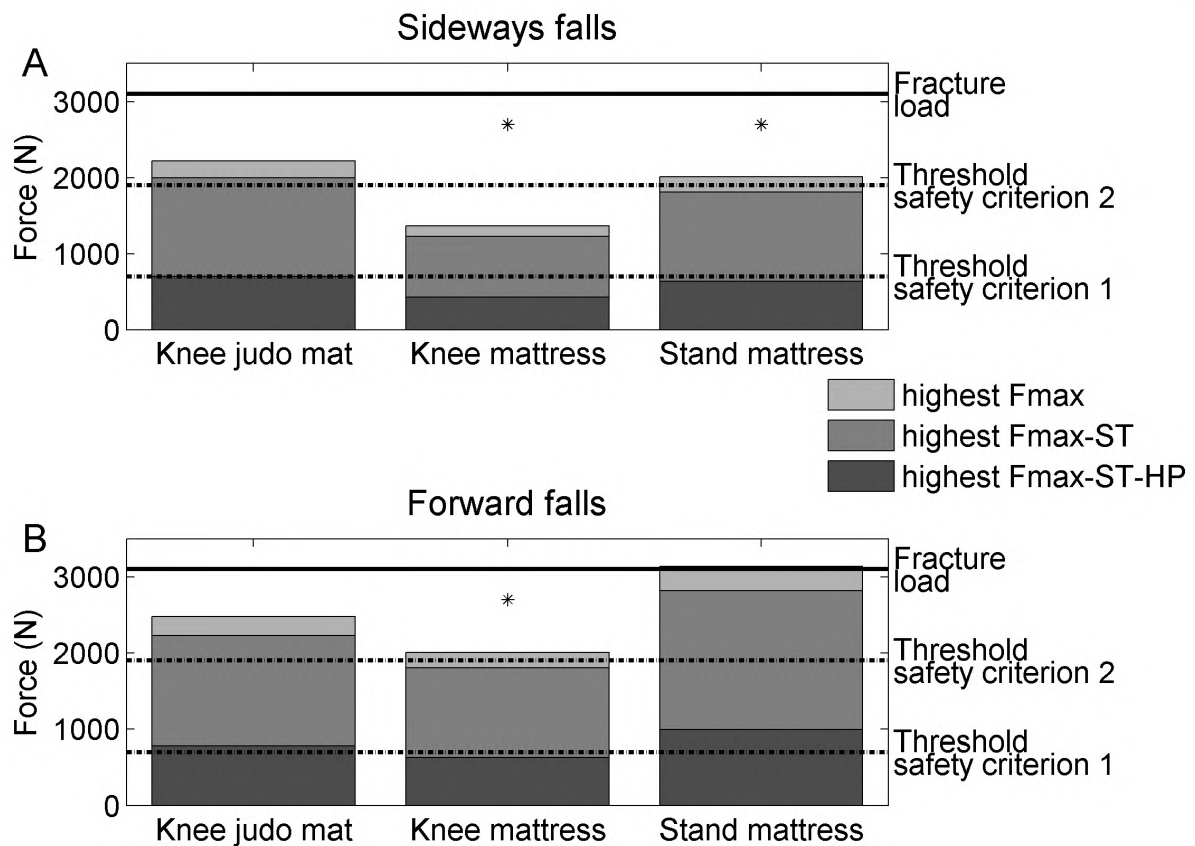 Sideways falls
A
Fracture
load
3000
*
*
Force (N)
2000
Threshold
safety criterion 2
1000
Threshold
safety criterion 1
0
Knee judo mat
Knee mattress
Stand mattress
highest Fmax
highest Fmax-ST
highest Fmax-ST-HP
Forward falls
B
Fracture
load
3000
*
Force (N)
2000
Threshold
safety criterion 2
1000
Threshold
safety criterion 1
0
Knee judo mat
Knee mattress
Stand mattress